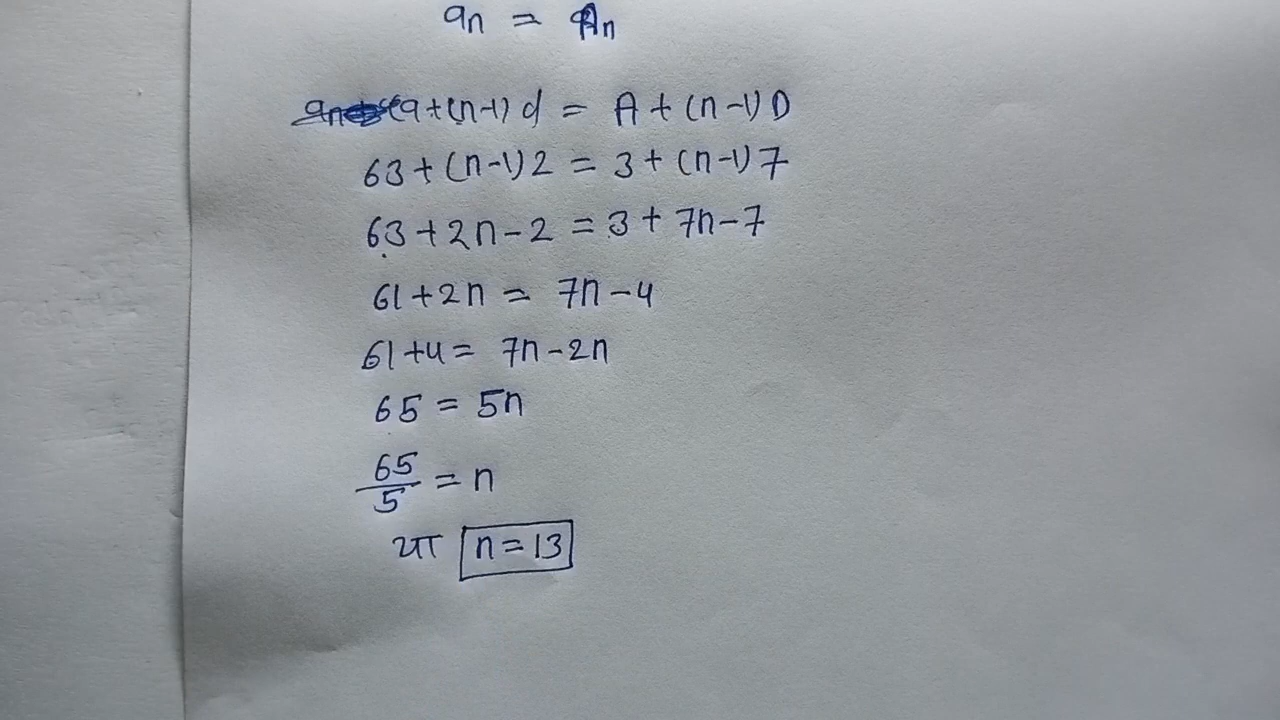 an = An
a+(n-1)d = A+(n-1)D
63+(n-1)2 = 3+(n-1)7
63+2n-2 = 3+7n-7
61+2n = 7n-4
61+4 = 7n-2n
65 = 5n
65/5 = n
या n=13